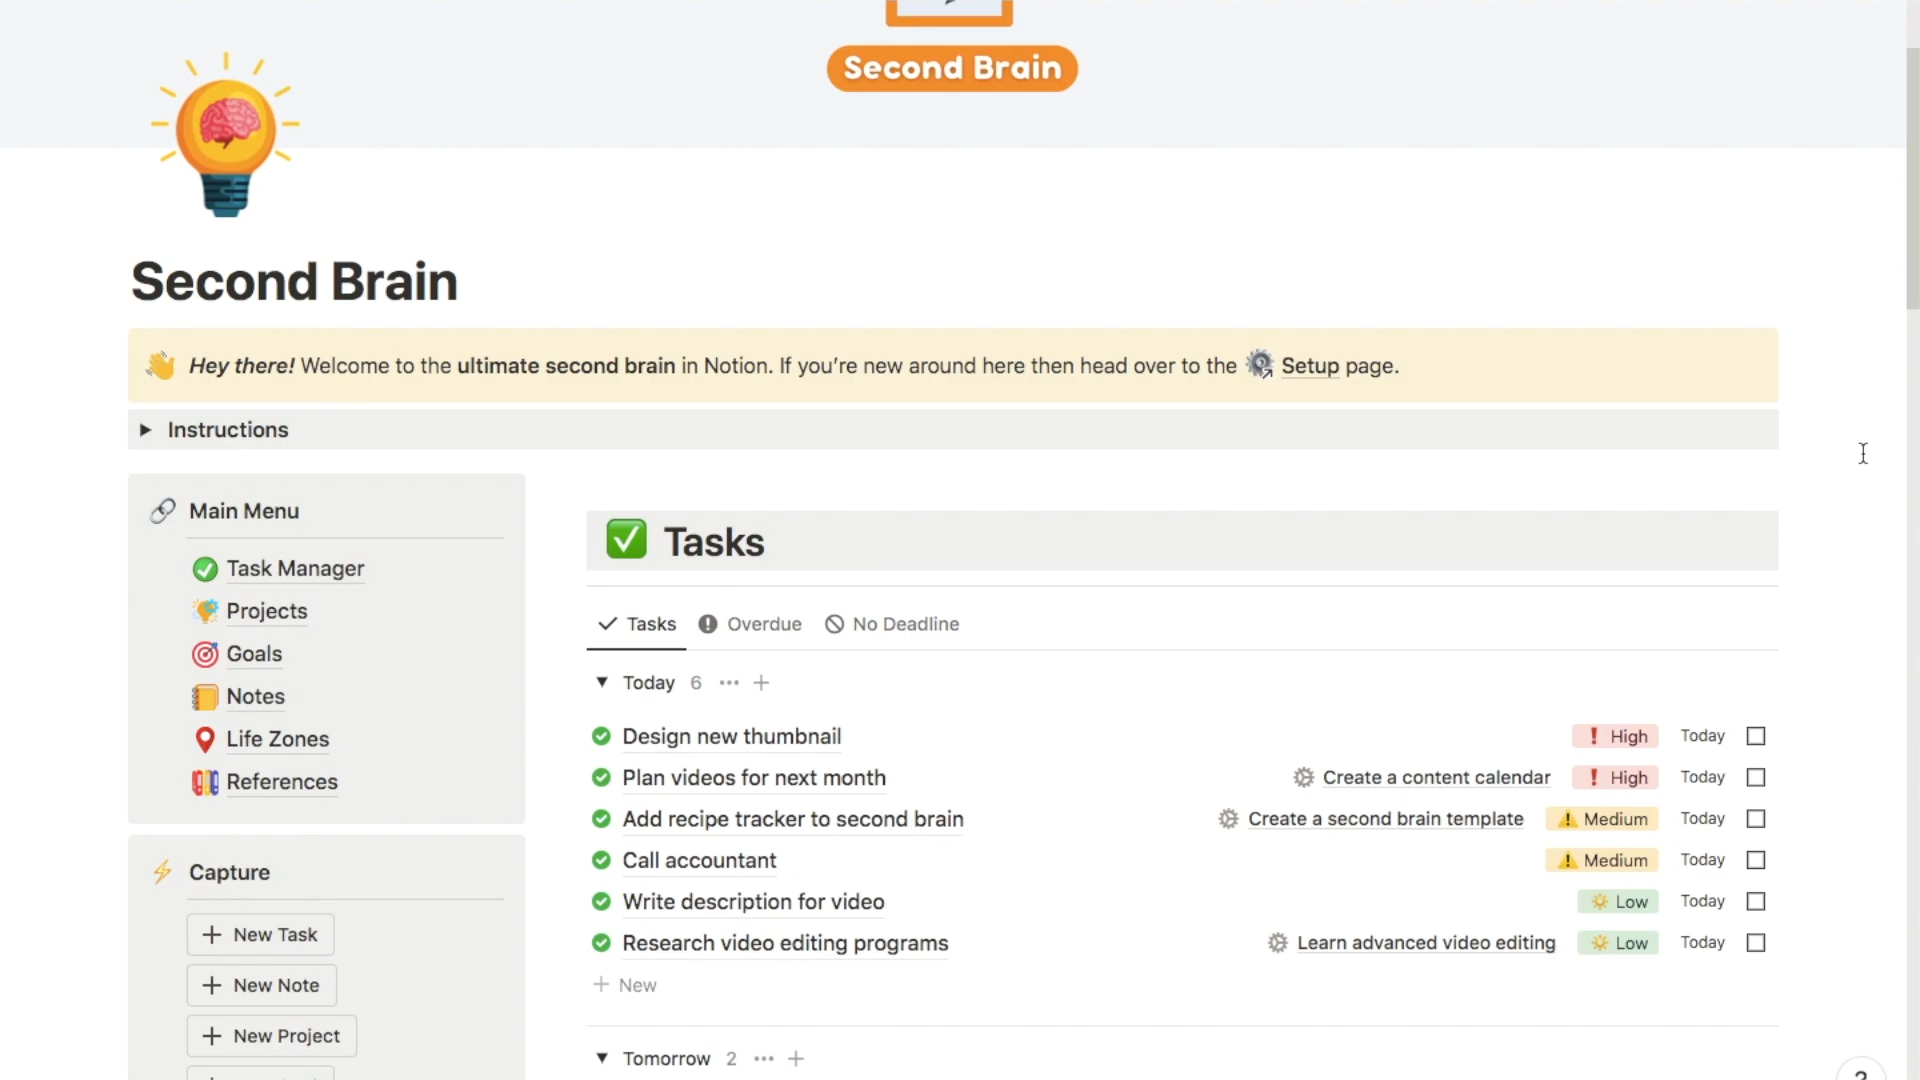 Second Brain
Second Brain
Hey there! Welcome to the ultimate second brain in Notion. If you’re new around here then head over to the Setup page.
Instructions
Main Menu
Task Manager
Projects
Goals
Notes
Life Zones
References
Capture
+ New Task
+ New Note
+ New Project
Tasks
Tasks Overdue No Deadline
Today 6 ••• +
Design new thumbnail High Today
Plan videos for next month Create a content calendar High Today
Add recipe tracker to second brain Create a second brain template Medium Today
Call accountant Medium Today
Write description for video Low Today
Research video editing programs Learn advanced video editing Low Today
+ New
Tomorrow 2 ••• +